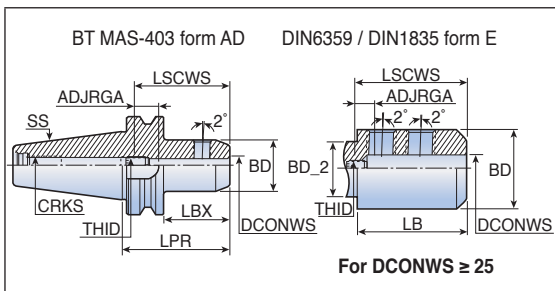 BT MAS-403 form AD
DIN6359 / DIN1835 form E
LSCWS
ADJRGA
SS
2°
BD
CRKS
THID
LBX
DCONWS
LPR
LSCWS
ADJRGA
2°
2°
BD_2
BD
THID
LB
DCONWS
For DCONWS ≥ 25